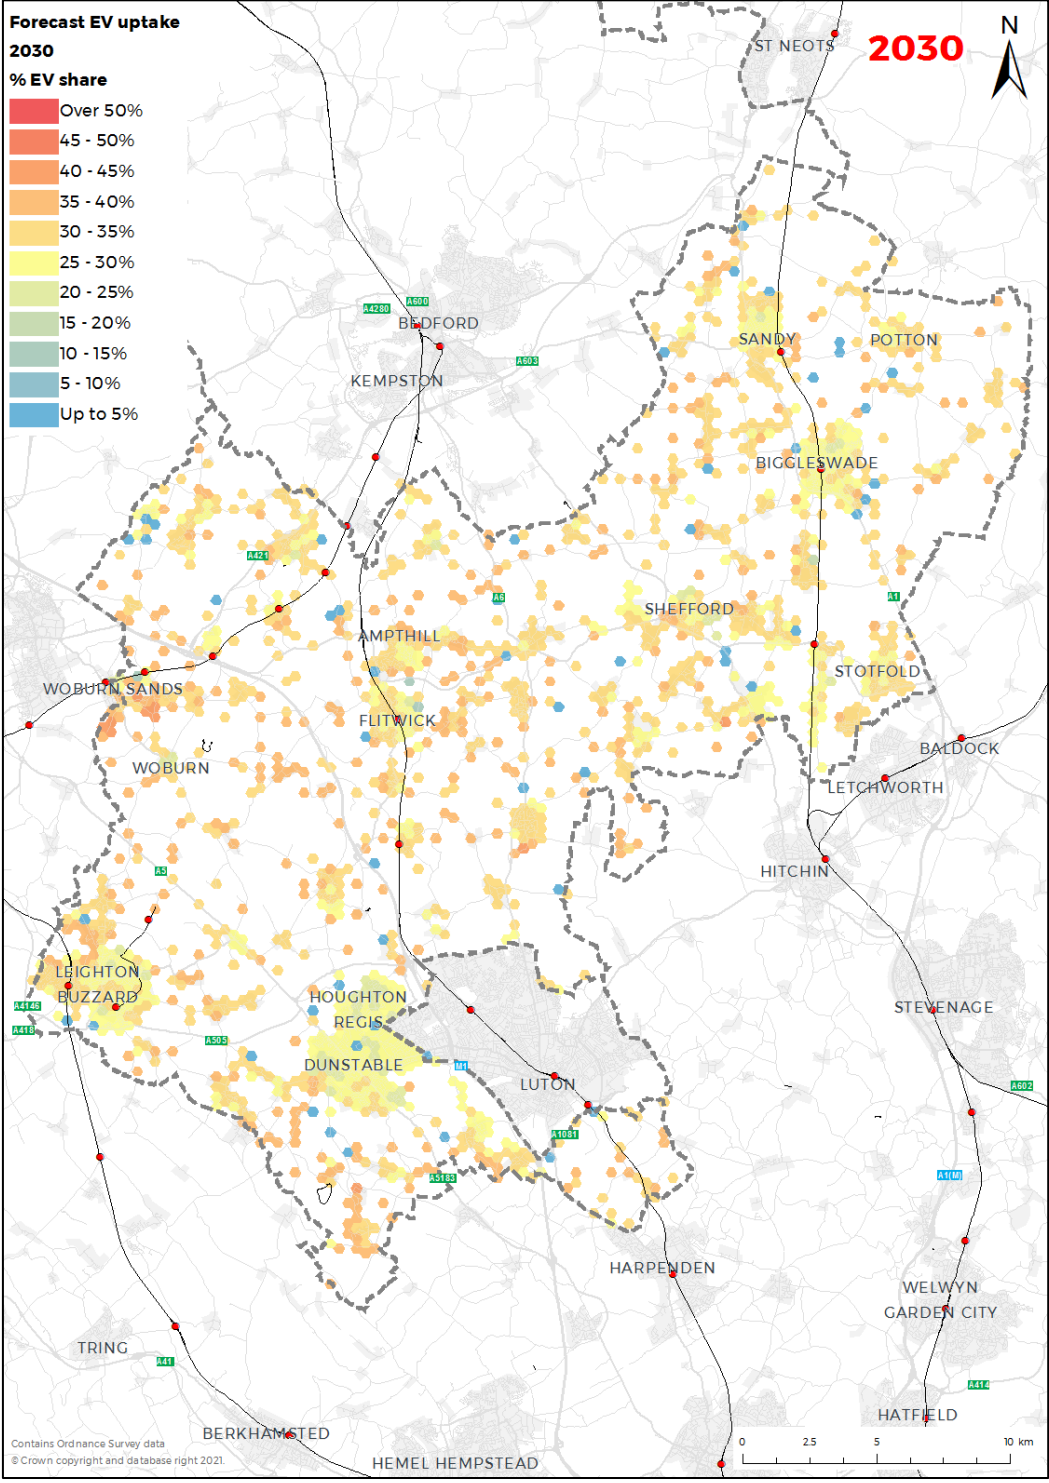 Forecast EV uptake
2030
% EV share
Over 50%
45 - 50%
40 - 45%
35 - 40%
30 - 35%
25 - 30%
20 - 25%
15 - 20%
10 - 15%
5 - 10%
Up to 5%
2030
N
ST NEOTS
A600
A4280
BEDFORD
SANDY
POTTON
A603
KEMPSTON
BIGGLESWADE
A421
A6
A1
SHEFFORD
AMPTHILL
STOTFOLD
WOBURN SANDS
FLITWICK
BALDOCK
WOBURN
LETCHWORTH
A5
HITCHIN
LEIGHTON
BUZZARD
HOUGHTON
REGIS
A4146
A418
STEVENAGE
A505
DUNSTABLE
M1
LUTON
A602
A1081
A5183
A1(M)
HARPENDEN
WELWYN
GARDEN CITY
TRING
A41
A414
HATFIELD
BERKHAMSTED
HEMEL HEMPSTEAD
0 2.5 5 10 km
Contains Ordnance Survey data
© Crown copyright and database right 2021.